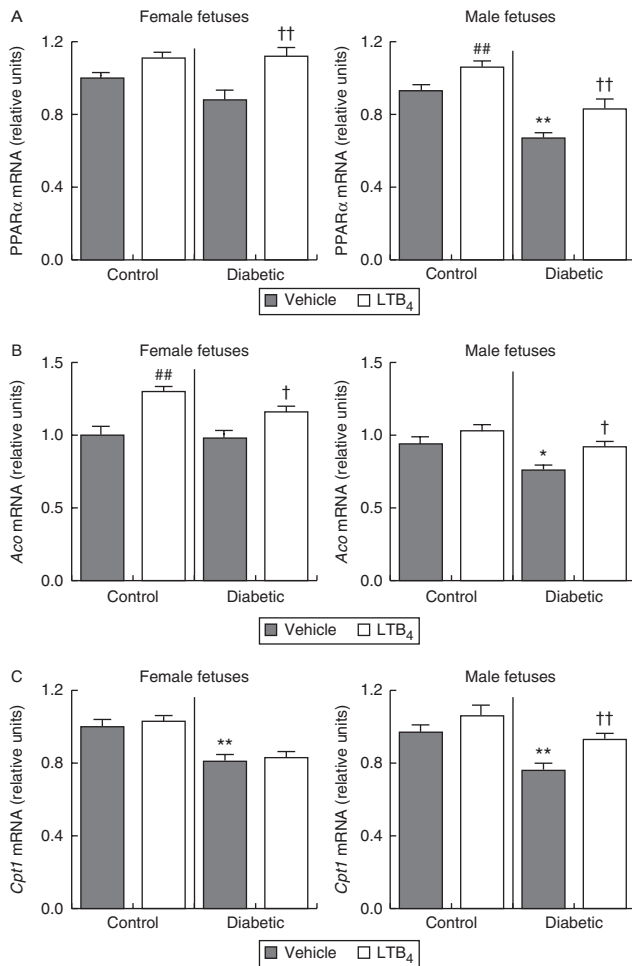 A
Female fetuses
Male fetuses
PPARα mRNA (relative units)
1.2
0.8
0.4
0.0
††
Control
Diabetic
PPARα mRNA (relative units)
1.2
0.8
0.4
0.0
##
**
††
Control
Diabetic
Vehicle
LTB4
B
Female fetuses
Male fetuses
Aco mRNA (relative units)
1.5
1.0
0.5
0.0
##
†
Control
Diabetic
Aco mRNA (relative units)
1.5
1.0
0.5
0.0
*
†
Control
Diabetic
Vehicle
LTB4
C
Female fetuses
Male fetuses
Cpt1 mRNA (relative units)
1.2
0.8
0.4
0.0
**
Control
Diabetic
Cpt1 mRNA (relative units)
1.2
0.8
0.4
0.0
**
††
Control
Diabetic
Vehicle
LTB4